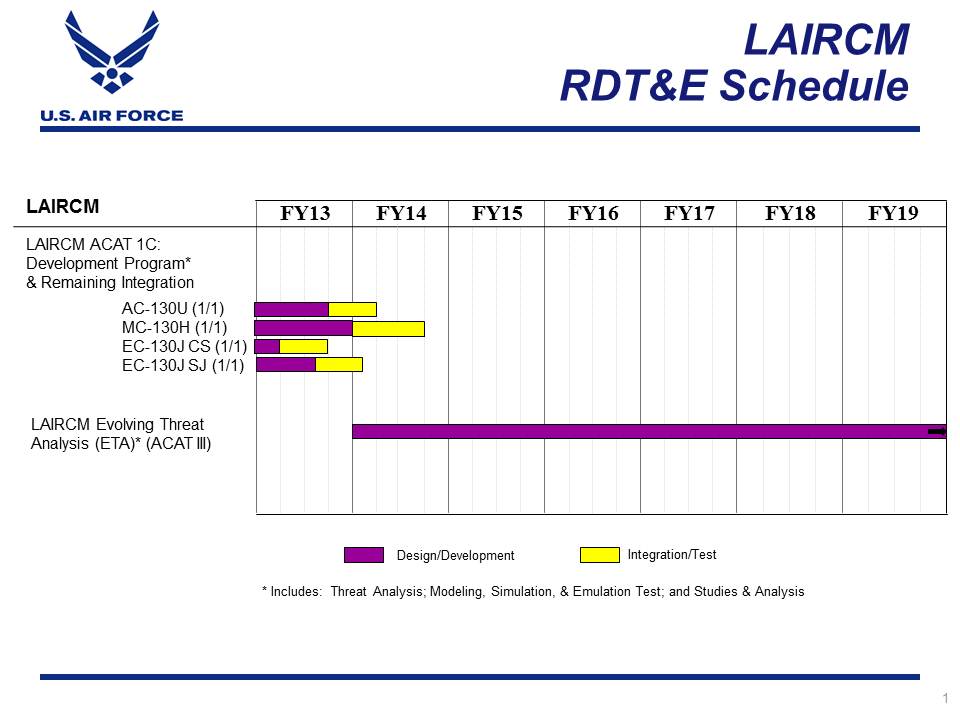 LAIRCM
RDT&E Schedule
U.S. AIR FORCE
LAIRCM
FY13 FY14 FY15 FY16 FY17 FY18 FY19
LAIRCM ACAT 1C:
Development Program*
& Remaining Integration
AC-130U (1/1)
MC-130H (1/1)
EC-130J CS (1/1)
EC-130J SJ (1/1)
LAIRCM Evolving Threat
Analysis (ETA)* (ACAT III)
Design/Development
Integration/Test
* Includes: Threat Analysis; Modeling, Simulation, & Emulation Test; and Studies & Analysis
1